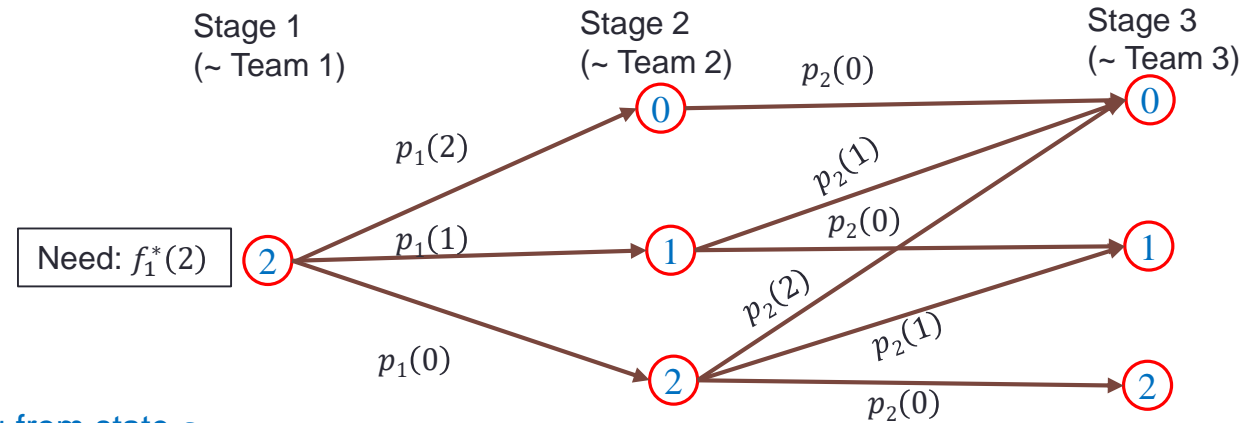 Stage 1
(~ Team 1)
Stage 2
(~ Team 2)
Stage 3
(~ Team 3)
p₂(0)
0
0
p₁(2)
p₂(1)
p₂(0)
Need: f₁*(2)
2
p₁(1)
1
1
p₂(2)
p₂(1)
p₁(0)
2
2
p₂(0)